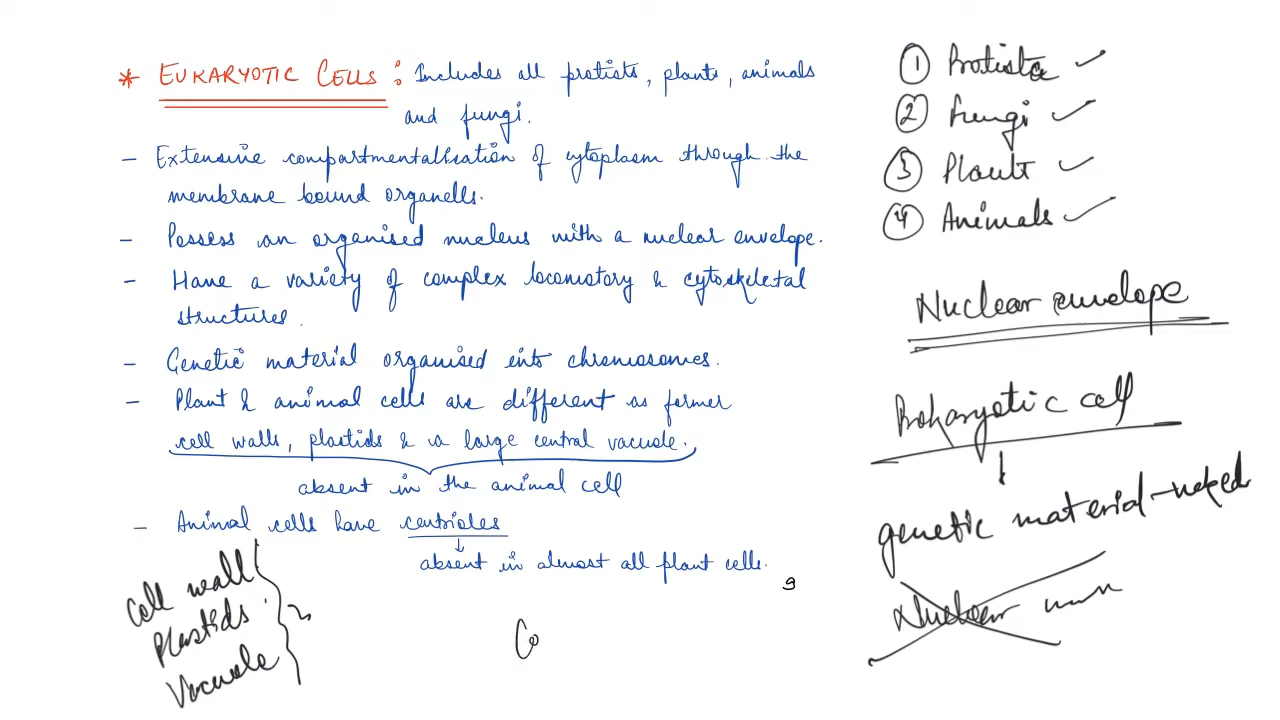 * EUKARYOTIC CELLS : Includes all protists, plants, animals
and fungi.
- Extensive compartmentalisation of cytoplasm through the
membrane bound organells.
- Possess an organised nucleus with a nuclear envelope.
- Have a variety of complex locomotory & cytoskeletal
structures.
- Genetic material organised into chromosomes.
- Plant & animal cells are different as former
cell walls, plastids & a large central vacuole.
absent in the animal cell
- Animal cells have centrioles
absent in almost all plant cells.
9
Cell wall
Plastids
Vacuole
Co
1 Protista ✓
2 Fungi ✓
3 Plant ✓
4 Animals ✓
Nuclear envelope
Prokaryotic cell
genetic material - naked
Nuclear